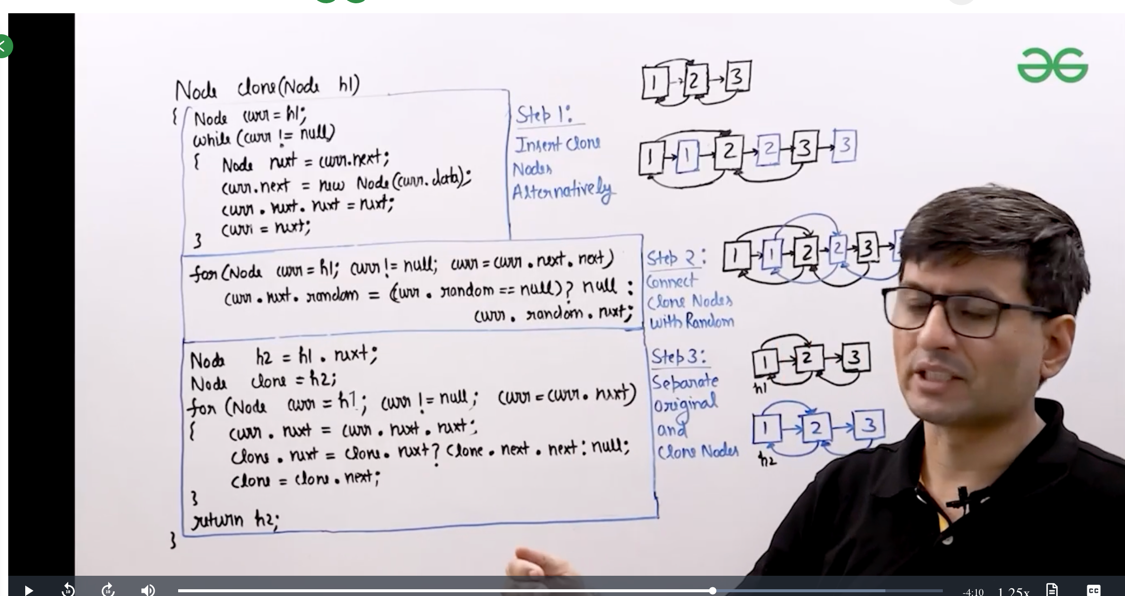 Node clone(Node h1)
{ Node curr = h1;
while (curr != null)
{ Node next = curr.next;
curr.next = new Node(curr.data);
curr.next.next = next;
curr = next;
}
for(Node curr = h1; curr != null; curr = curr.next.next)
curr.next.random = (curr.random == null)? null :
curr.random.next;
Node h2 = h1.next;
Node clone = h2;
for (Node curr = h1; curr != null; curr = curr.next)
{ curr.next = curr.next.next;
clone.next = clone.next? clone.next.next : null;
clone = clone.next;
}
return h2;
}
Step 1:
Insert Clone
Nodes
Alternatively
1 2 3
1 1 2 2 3 3
Step 2:
Connect
Clone Nodes
with Random
1 1 2 2 3
Step 3:
Separate
original
and
Clone Nodes
1 2 3
h1
1 2 3
h2
-4:10 1.25x
CC